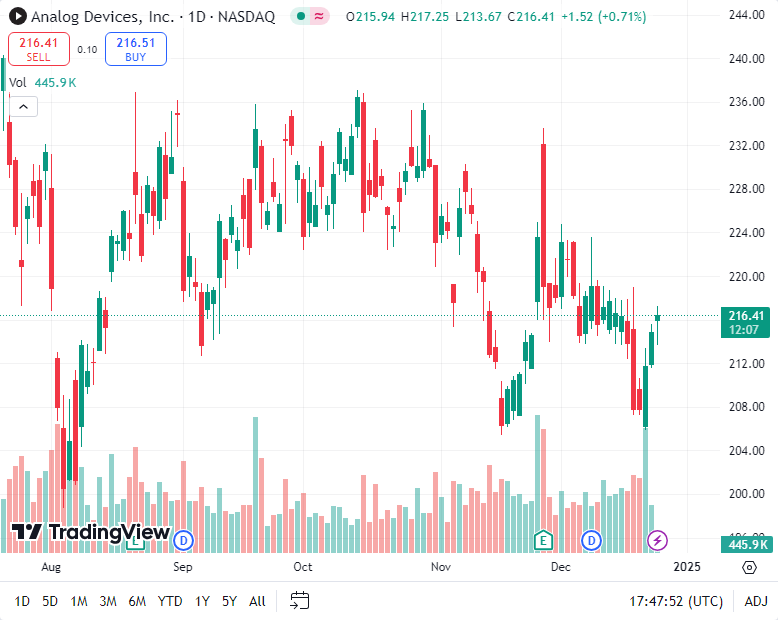 Analog Devices, Inc. · 1D · NASDAQ O215.94 H217.25 L213.67 C216.41 +1.52 (+0.71%)
216.41 SELL 0.10 216.51 BUY
Vol 445.9K
244.00
240.00
236.00
232.00
228.00
224.00
220.00
216.41
12:07
212.00
208.00
204.00
200.00
445.9K
TradingView
E D E D
Aug Sep Oct Nov Dec 2025
1D 5D 1M 3M 6M YTD 1Y 5Y All 17:47:52 (UTC) ADJ